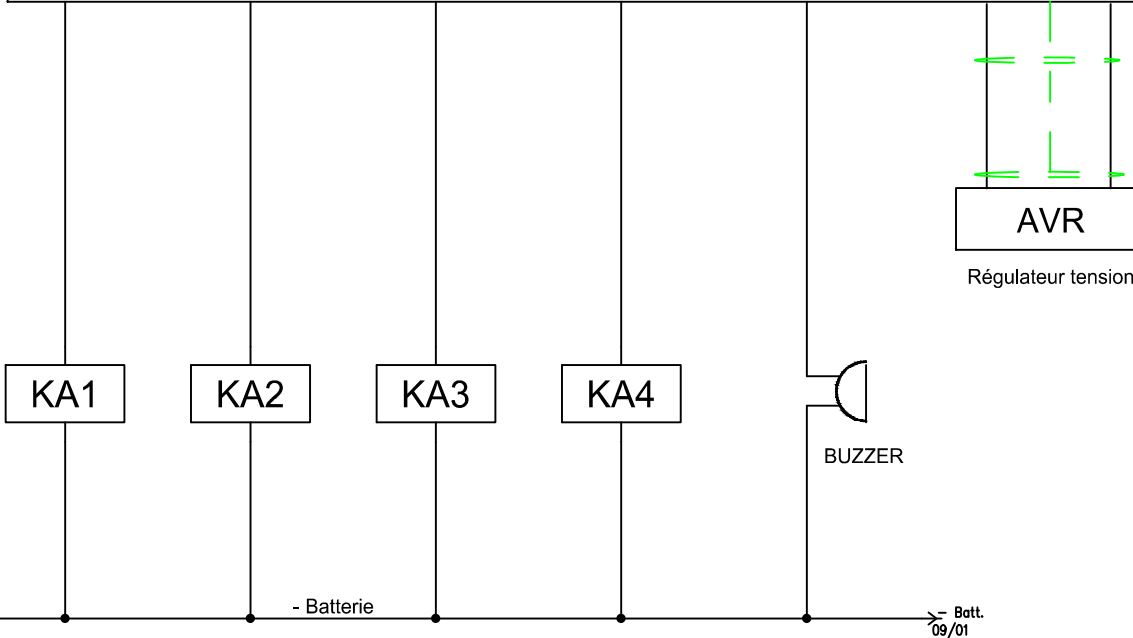 AVR
Régulateur tension
KA1
KA2
KA3
KA4
BUZZER
- Batterie
- Batt.
09/01